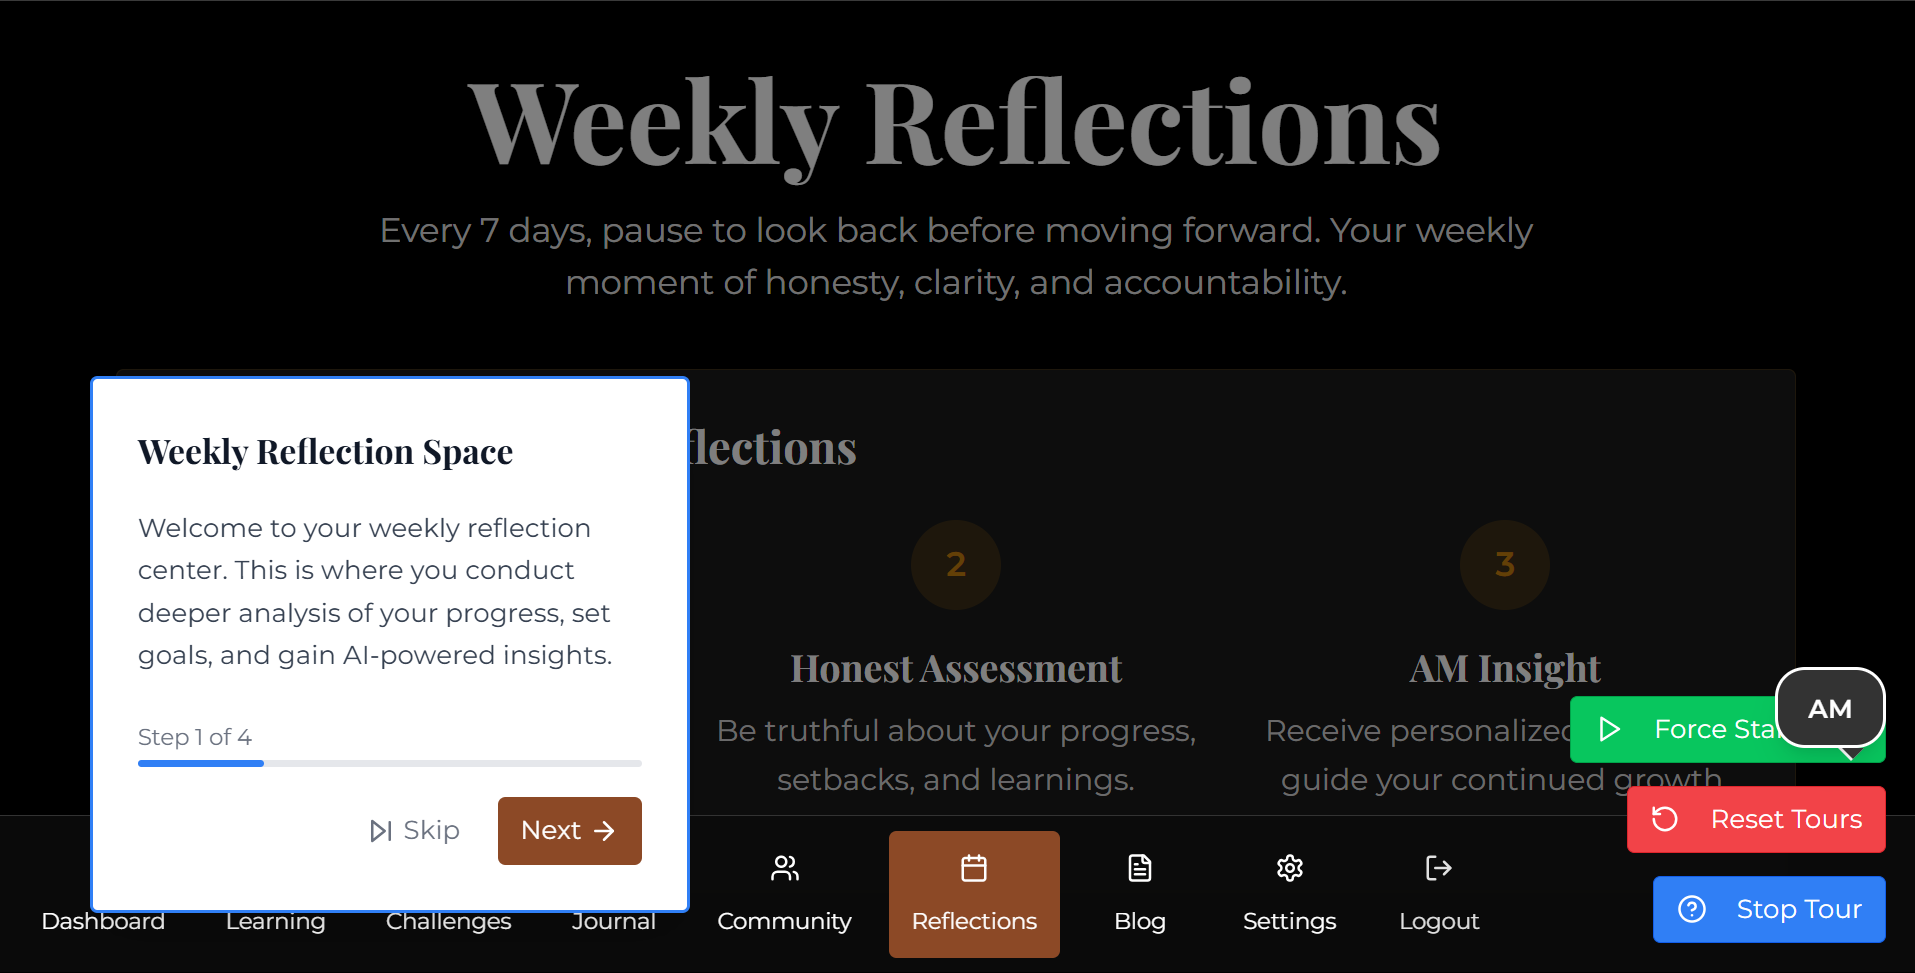 Weekly Reflections
Every 7 days, pause to look back before moving forward. Your weekly
moment of honesty, clarity, and accountability.
flections
Weekly Reflection Space
Welcome to your weekly reflection
center. This is where you conduct
deeper analysis of your progress, set
goals, and gain AI-powered insights.
Step 1 of 4
Skip
Next
2
Honest Assessment
Be truthful about your progress,
setbacks, and learnings.
3
AM Insight
Receive personalized
guide your continued growth
AM
Force Star
Reset Tours
Stop Tour
Dashboard
Learning
Challenges
Journal
Community
Reflections
Blog
Settings
Logout